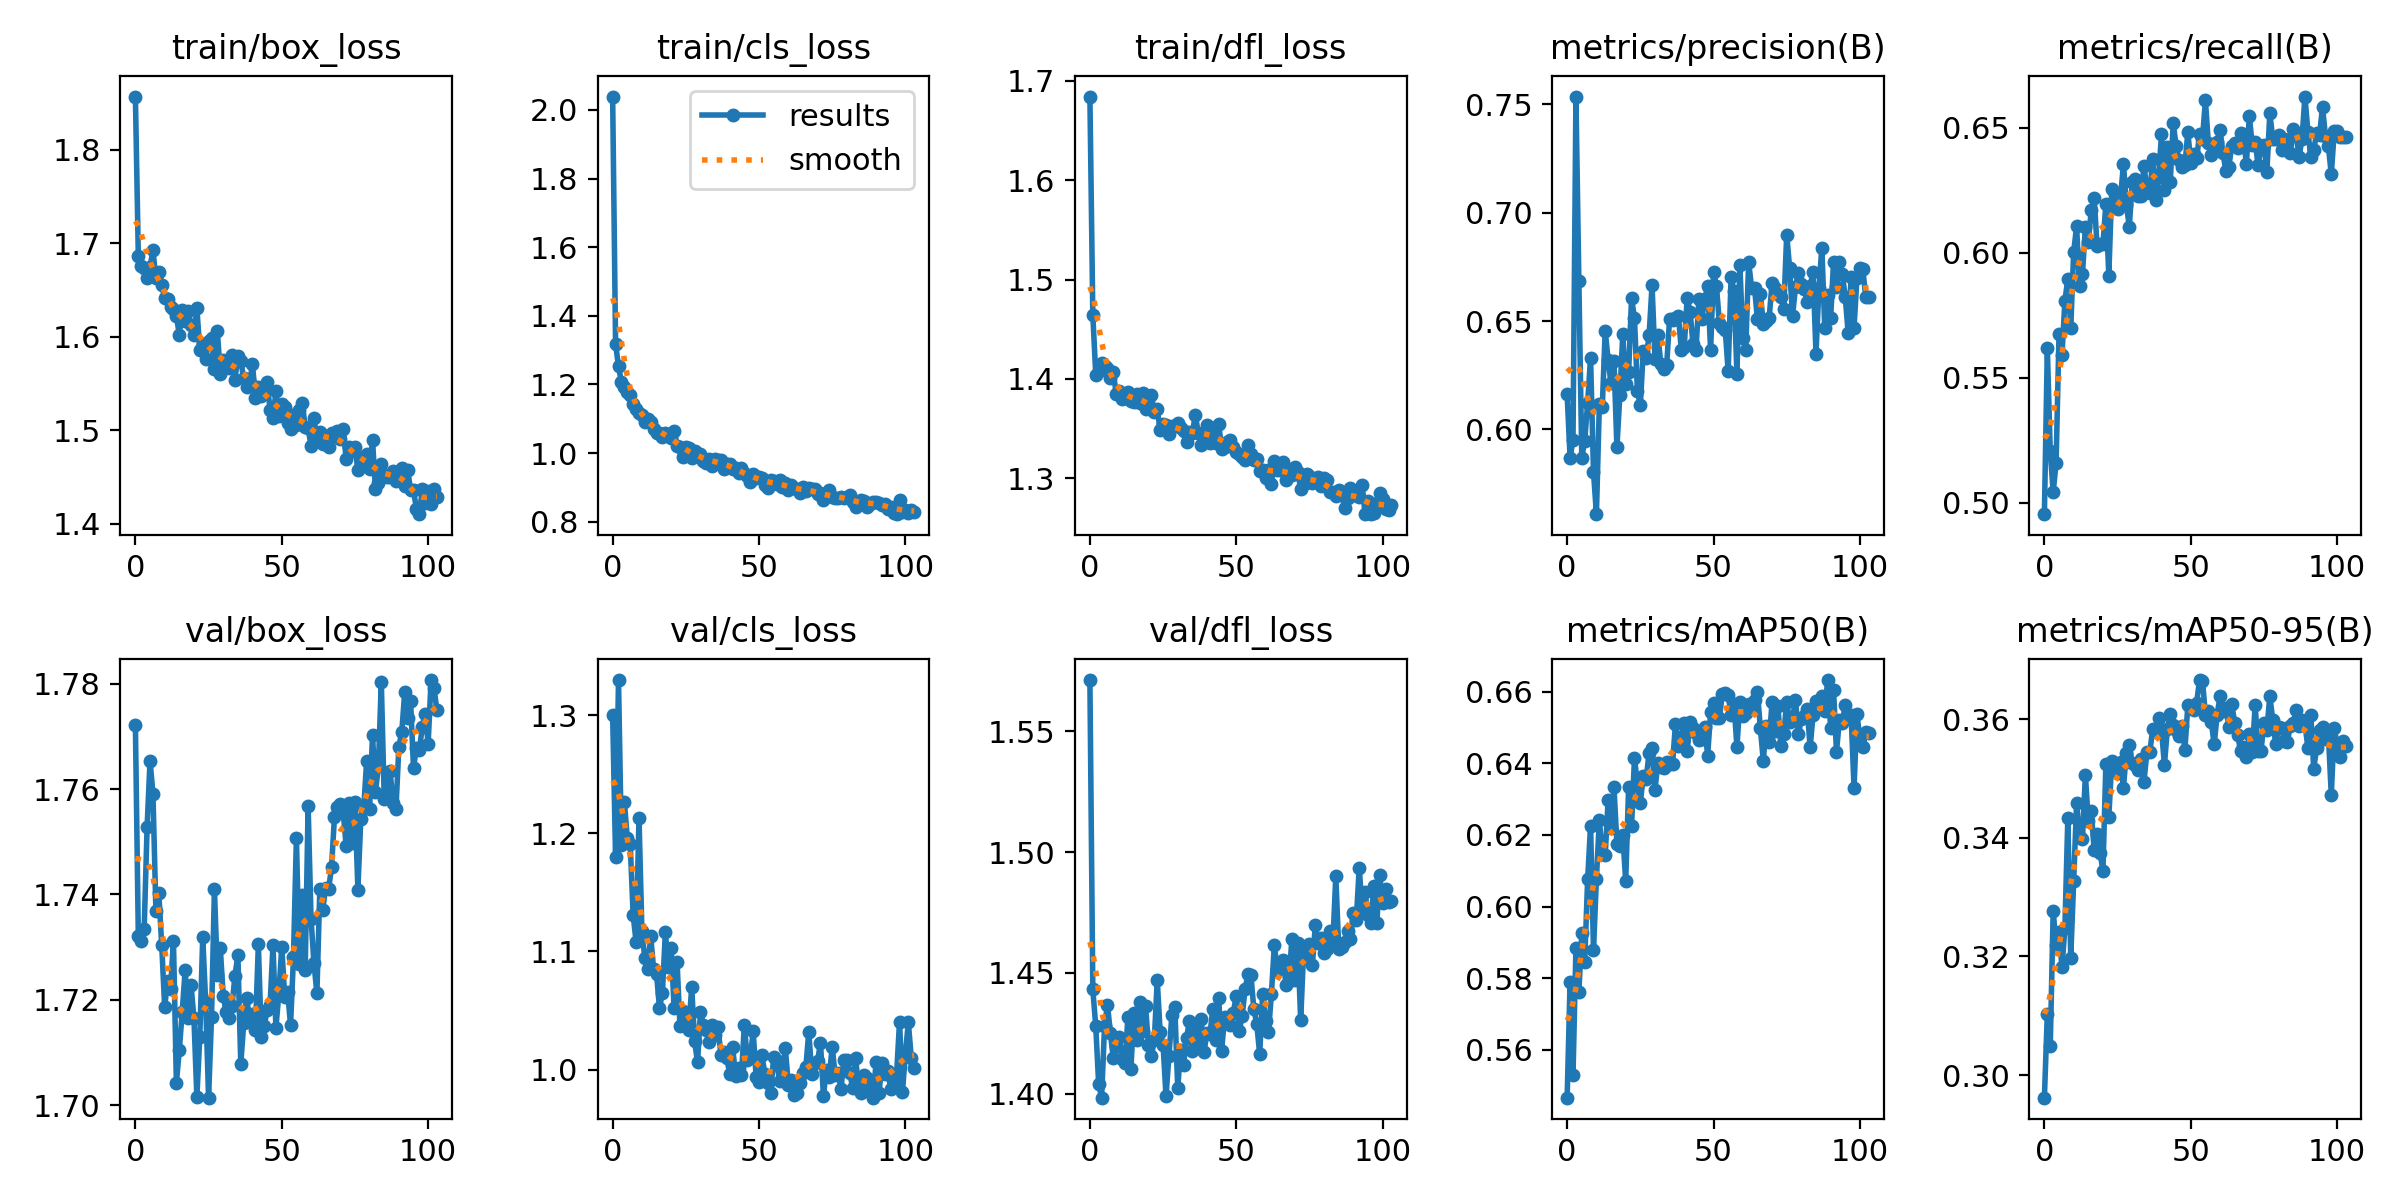 train/box_loss
1.8
1.7
1.6
1.5
1.4
0 50 100
train/cls_loss
results
smooth
2.0
1.8
1.6
1.4
1.2
1.0
0.8
0 50 100
train/dfl_loss
1.7
1.6
1.5
1.4
1.3
0 50 100
metrics/precision(B)
0.75
0.70
0.65
0.60
0 50 100
metrics/recall(B)
0.65
0.60
0.55
0.50
0 50 100
val/box_loss
1.78
1.76
1.74
1.72
1.70
0 50 100
val/cls_loss
1.3
1.2
1.1
1.0
0 50 100
val/dfl_loss
1.55
1.50
1.45
1.40
0 50 100
metrics/mAP50(B)
0.66
0.64
0.62
0.60
0.58
0.56
0 50 100
metrics/mAP50-95(B)
0.36
0.34
0.32
0.30
0 50 100